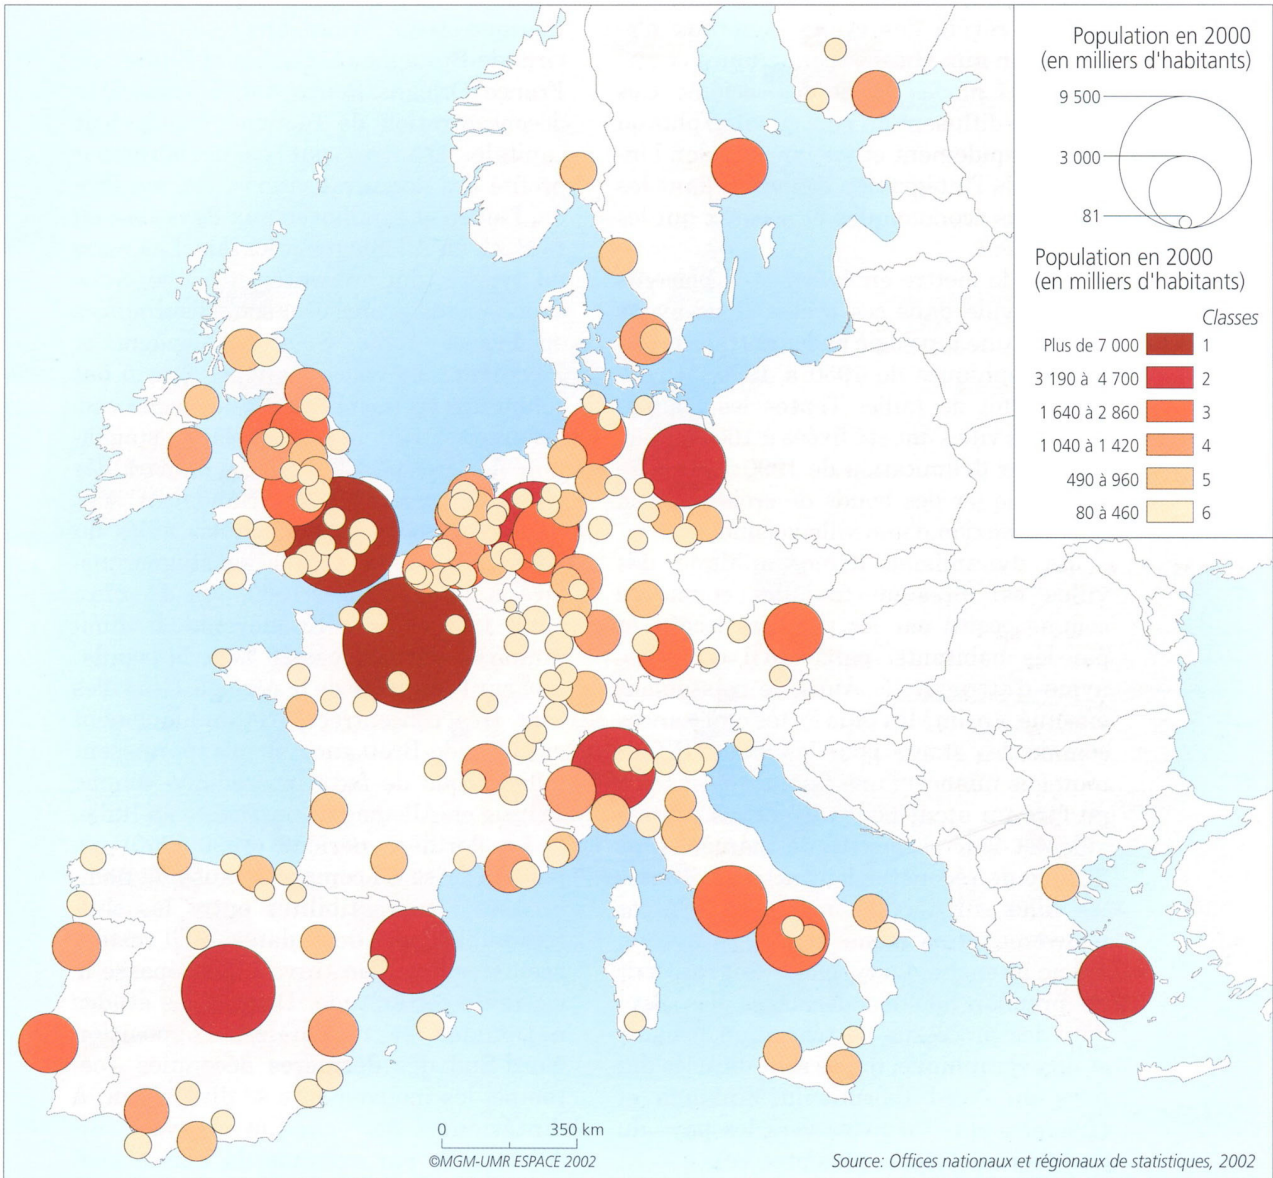 Population en 2000
(en milliers d'habitants)
9 500
3 000
81
Population en 2000
(en milliers d'habitants)
Classes
Plus de 7 000 1
3 190 à 4 700 2
1 640 à 2 860 3
1 040 à 1 420 4
490 à 960 5
80 à 460 6
0 350 km
©MGM-UMR ESPACE 2002
Source: Offices nationaux et régionaux de statistiques, 2002